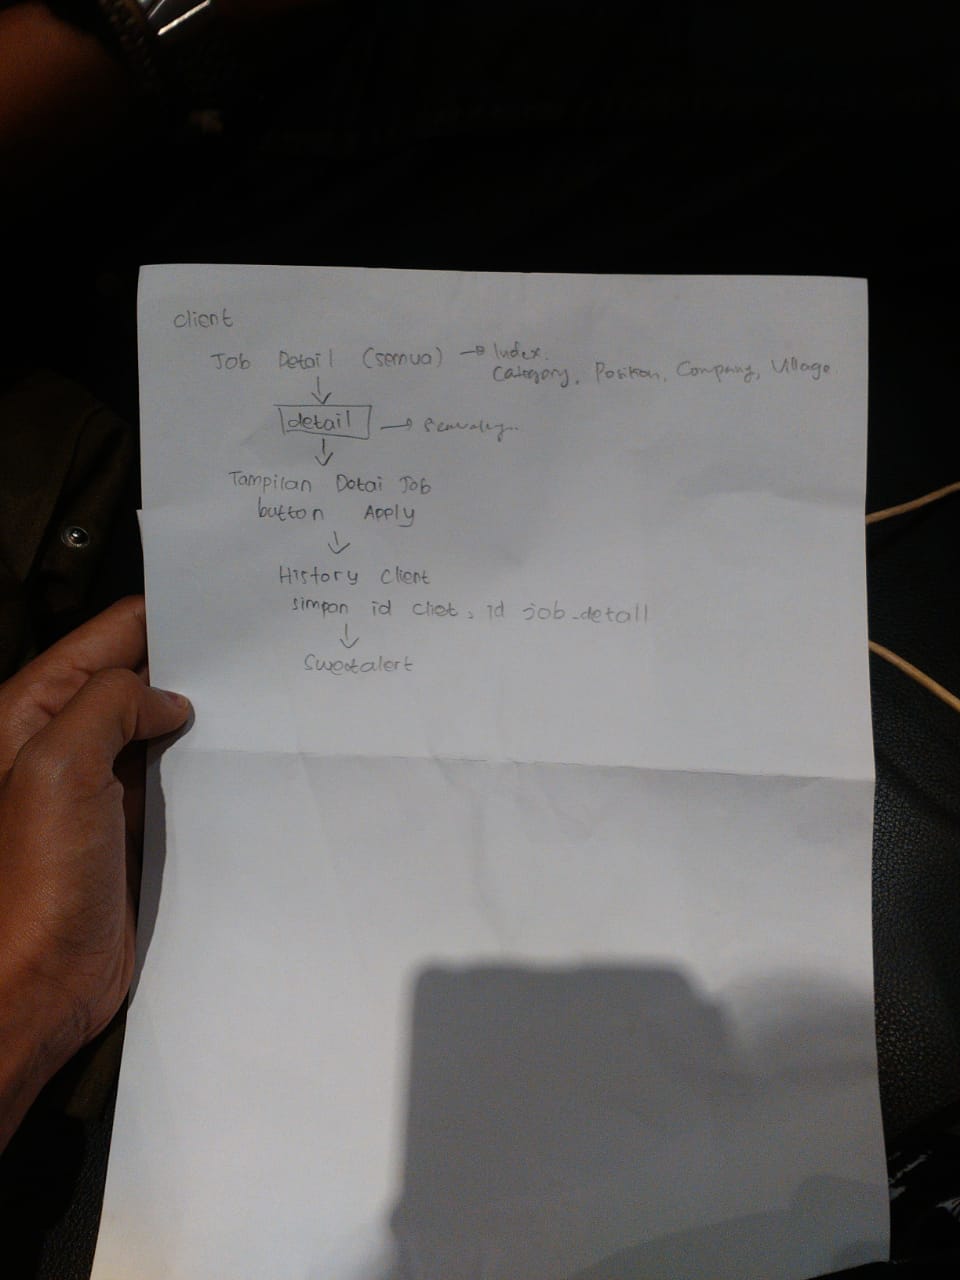 client
Job Detail (semua) → Index.
Category, Position, Company, Village.
detail →
Tampilan Detai Job
button Apply
History Client
simpan id cliet, id job_detail
Sweetalert